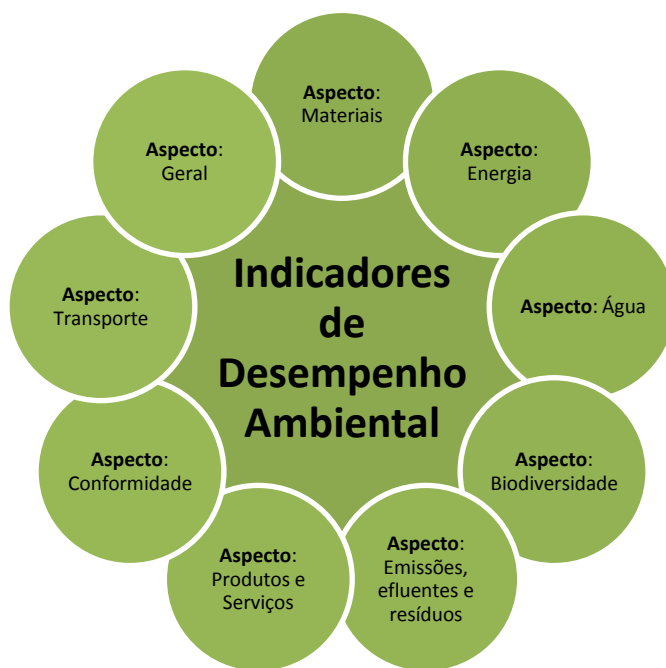 Aspecto:
Materiais
Aspecto:
Energia
Aspecto: Água
Aspecto:
Biodiversidade
Aspecto:
Emissões,
efluentes e
resíduos
Aspecto:
Produtos e
Serviços
Aspecto:
Conformidade
Aspecto:
Transporte
Aspecto:
Geral
Indicadores
de
Desempenho
Ambiental